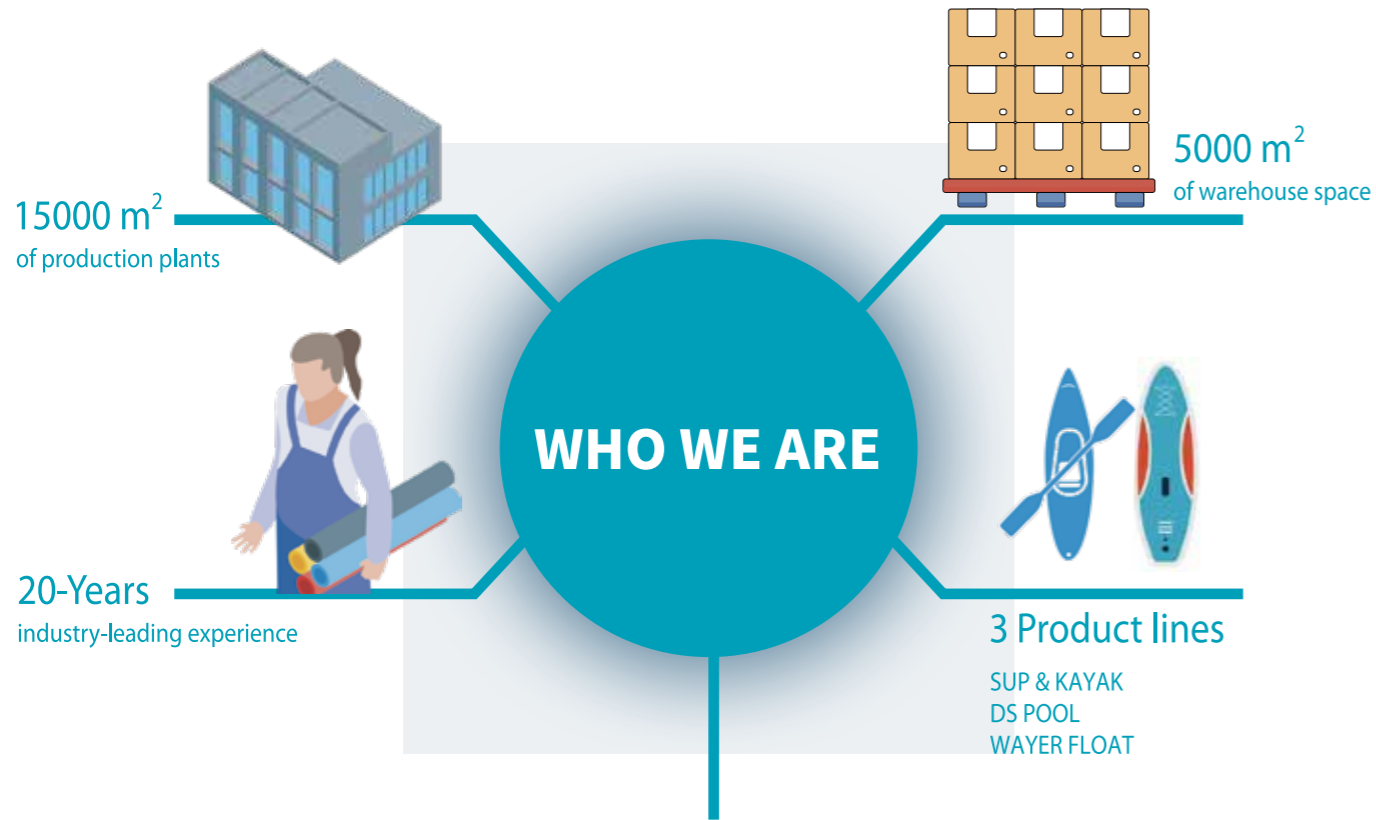 15000 m²
of production plants
5000 m²
of warehouse space
WHO WE ARE
20-Years
industry-leading experience
3 Product lines
SUP & KAYAK
DS POOL
WAYER FLOAT